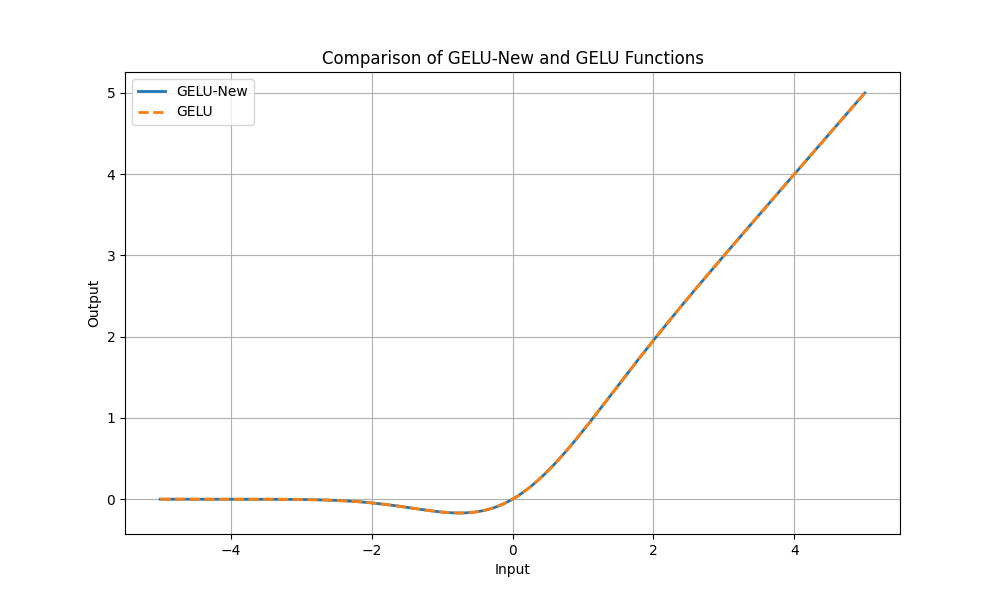 Comparison of GELU-New and GELU Functions
GELU-New
GELU
Output
5
4
3
2
1
0
−4
−2
0
2
4
Input